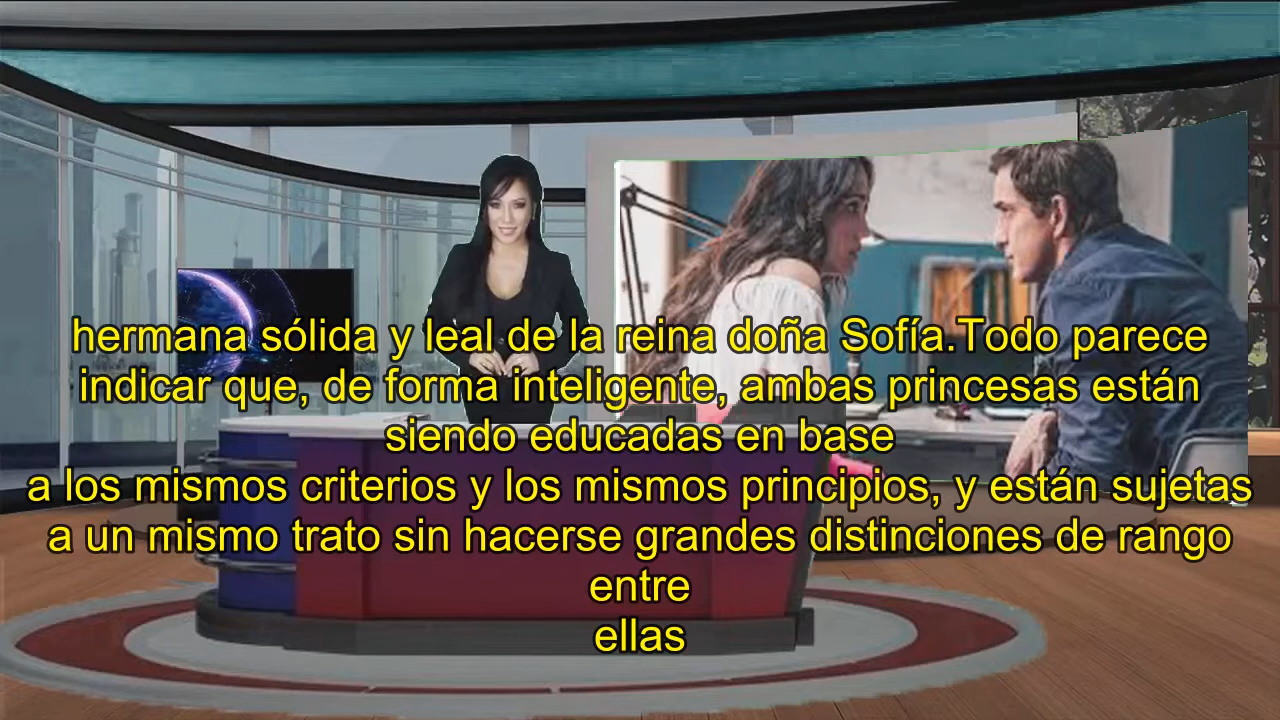 hermana sólida y leal de la reina doña Sofía.Todo parece
indicar que, de forma inteligente, ambas princesas están
siendo educadas en base
a los mismos criterios y los mismos principios, y están sujetas
a un mismo trato sin hacerse grandes distinciones de rango
entre
ellas